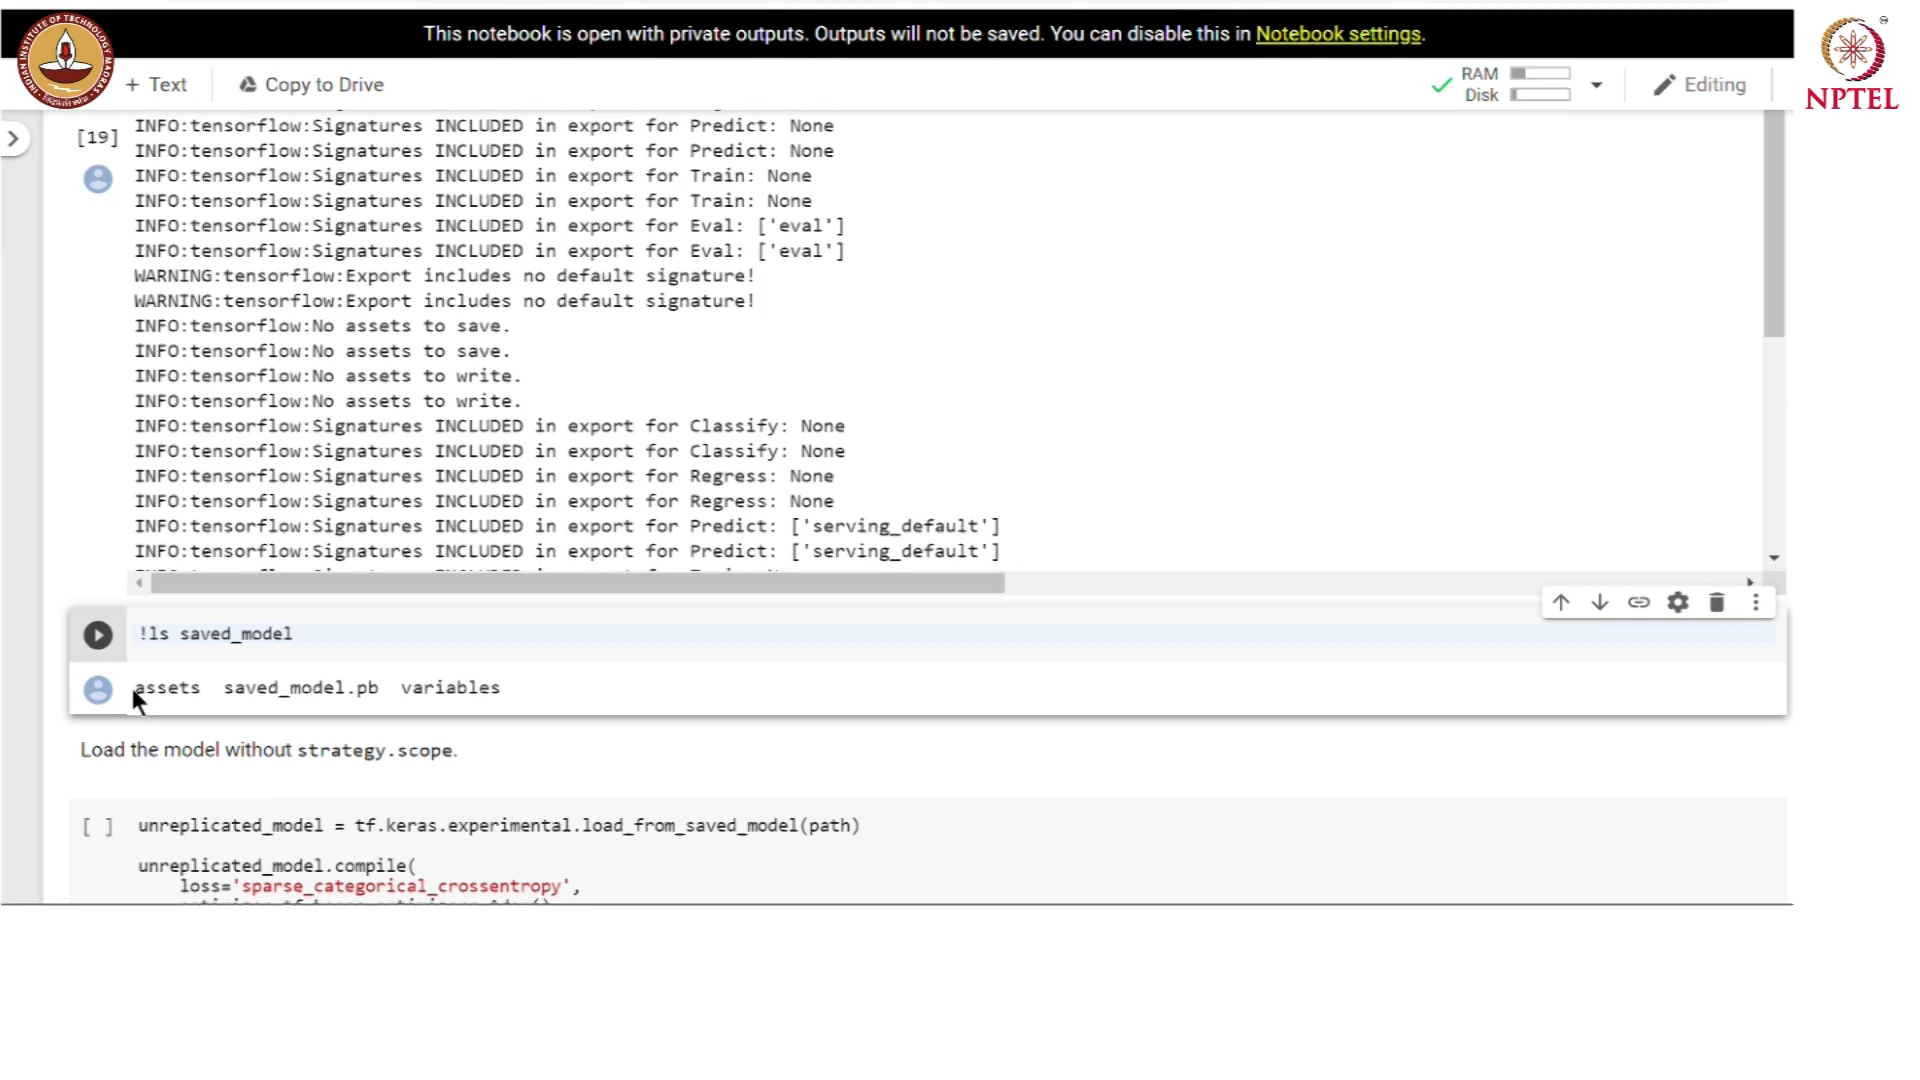 This notebook is open with private outputs. Outputs will not be saved. You can disable this in Notebook settings.
INDIAN INSTITUTE OF TECHNOLOGY MADRAS
+ Text
Copy to Drive
RAM
Disk
Editing
NPTEL
[19]
INFO:tensorflow:Signatures INCLUDED in export for Predict: None
INFO:tensorflow:Signatures INCLUDED in export for Predict: None
INFO:tensorflow:Signatures INCLUDED in export for Train: None
INFO:tensorflow:Signatures INCLUDED in export for Train: None
INFO:tensorflow:Signatures INCLUDED in export for Eval: ['eval']
INFO:tensorflow:Signatures INCLUDED in export for Eval: ['eval']
WARNING:tensorflow:Export includes no default signature!
WARNING:tensorflow:Export includes no default signature!
INFO:tensorflow:No assets to save.
INFO:tensorflow:No assets to save.
INFO:tensorflow:No assets to write.
INFO:tensorflow:No assets to write.
INFO:tensorflow:Signatures INCLUDED in export for Classify: None
INFO:tensorflow:Signatures INCLUDED in export for Classify: None
INFO:tensorflow:Signatures INCLUDED in export for Regress: None
INFO:tensorflow:Signatures INCLUDED in export for Regress: None
INFO:tensorflow:Signatures INCLUDED in export for Predict: ['serving_default']
INFO:tensorflow:Signatures INCLUDED in export for Predict: ['serving_default']
!ls saved_model
assets saved_model.pb variables
Load the model without strategy.scope.
[ ] unreplicated_model = tf.keras.experimental.load_from_saved_model(path)
unreplicated_model.compile(
loss='sparse_categorical_crossentropy',